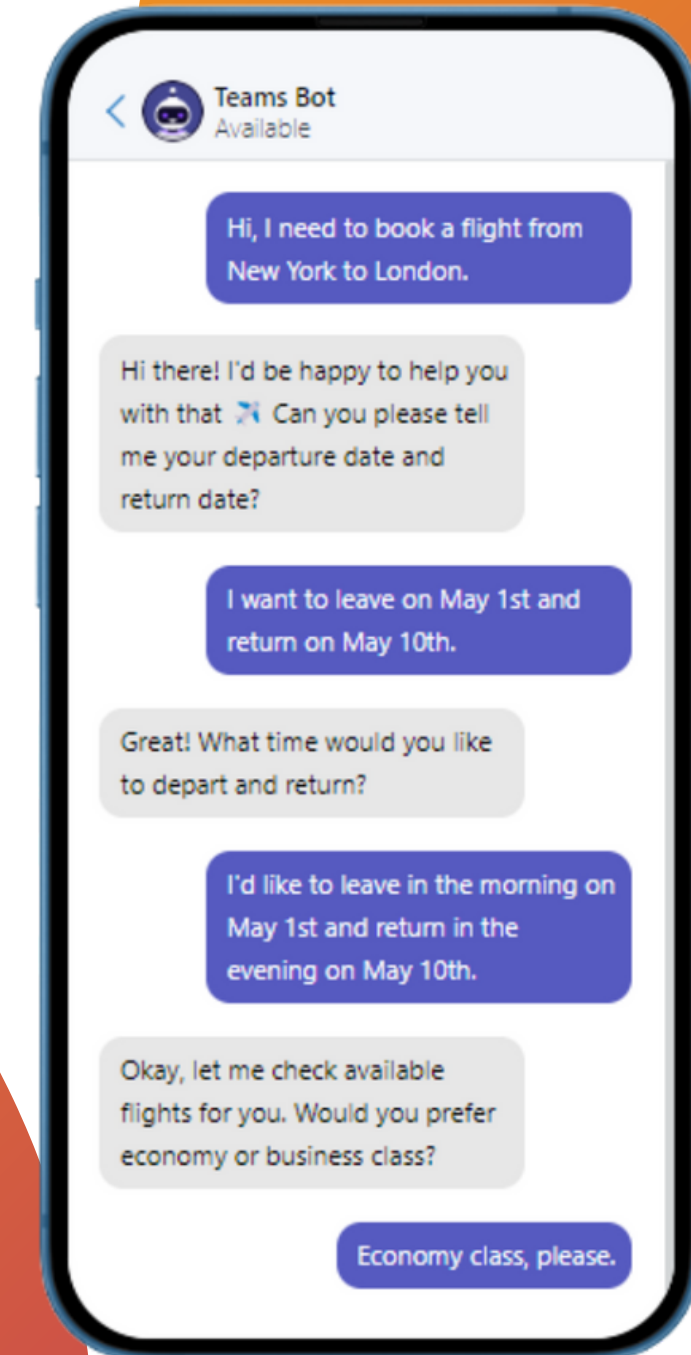 Teams Bot
Available
Hi, I need to book a flight from
New York to London.
Hi there! I'd be happy to help you
with that ✈️ Can you please tell
me your departure date and
return date?
I want to leave on May 1st and
return on May 10th.
Great! What time would you like
to depart and return?
I'd like to leave in the morning on
May 1st and return in the
evening on May 10th.
Okay, let me check available
flights for you. Would you prefer
economy or business class?
Economy class, please.